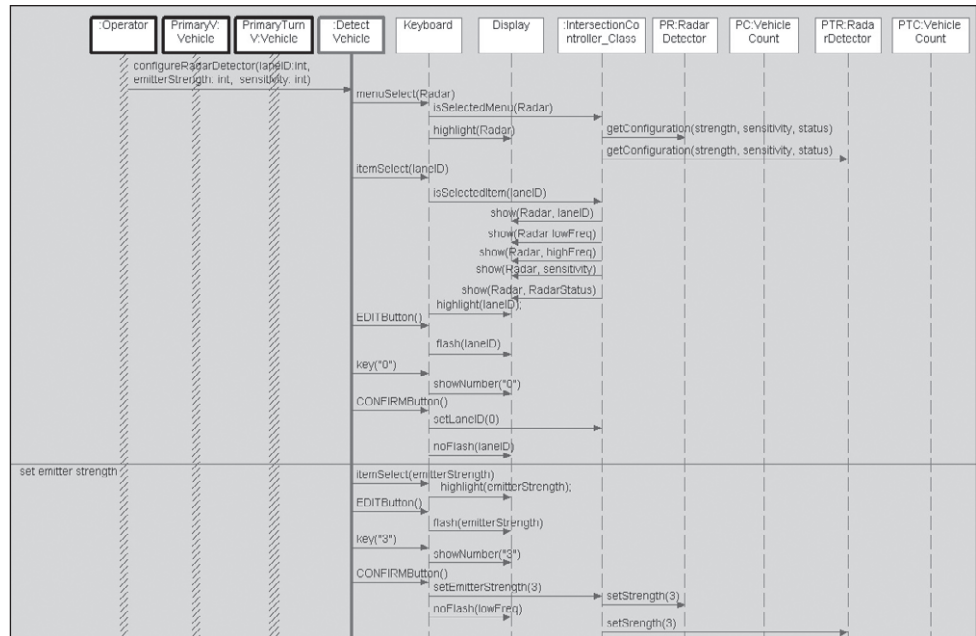 :Operator
PrimaryV:
Vehicle
PrimaryTurn
V:Vehicle
:Detect
Vehicle
Keyboard
Display
:IntersectionCo
ntroller_Class
PR:Radar
Detector
PC:Vehicle
Count
PTR:Rada
rDetector
PTC:Vehicle
Count
configureRadarDetector(laneID:int,
emitterStrength: int, sensitivity: int)
menuSelect(Radar)
isSelectedMenu(Radar)
highlight(Radar)
getConfiguration(strength, sensitivity, status)
getConfiguration(strength, sensitivity, status)
itemSelect(laneID)
isSelectedItem(laneID)
show(Radar, laneID)
show(Radar lowFreq)
show(Radar, highFreq)
show(Radar, sensitivity)
show(Radar, RadarStatus)
highlight(laneID);
EDITButton()
flash(laneID)
key("0")
showNumber("0")
CONFIRMButton()
setLaneID(0)
noFlash(laneID)
set emitter strength
itemSelect(emitterStrength)
highlight(emitterStrength);
EDITButton()
flash(emitterStrength)
key("3")
showNumber("3")
CONFIRMButton()
setEmitterStrength(3)
setStrength(3)
noFlash(lowFreq)
setSrength(3)